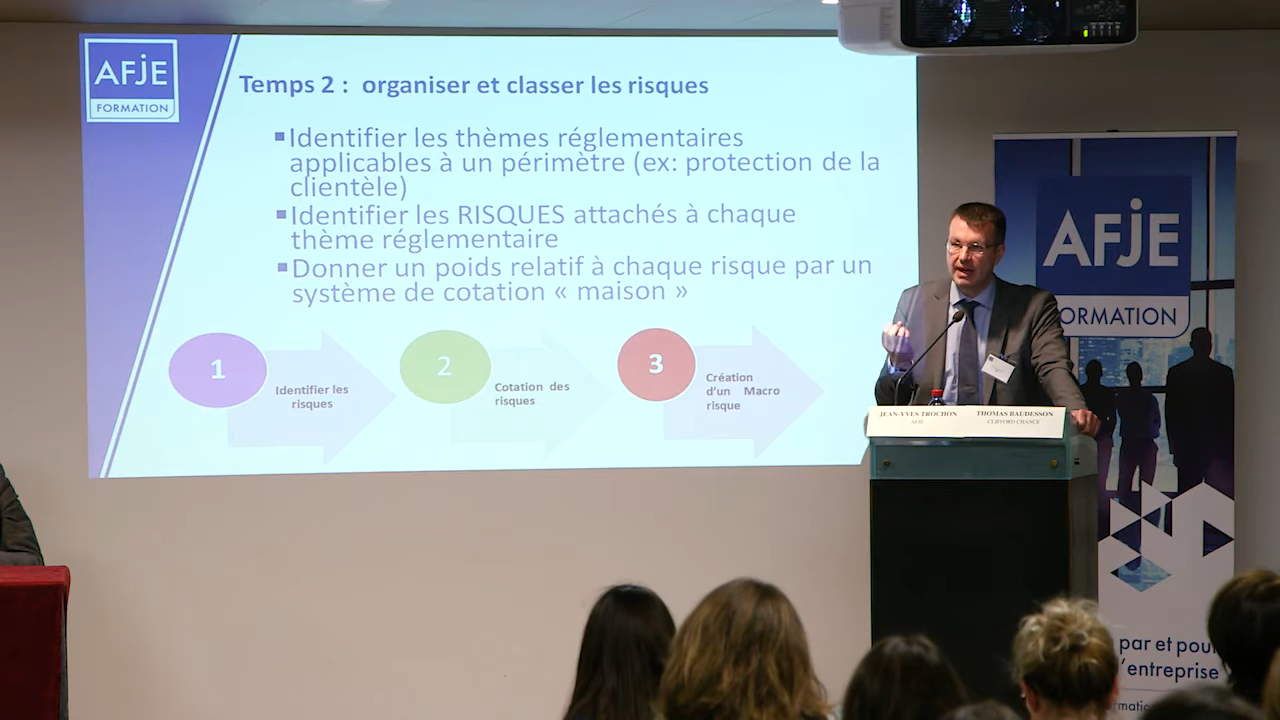 AFJE
FORMATION
Temps 2 : organiser et classer les risques
▪Identifier les thèmes réglementaires
applicables à un périmètre (ex: protection de la
clientèle)
▪Identifier les RISQUES attachés à chaque
thème réglementaire
▪Donner un poids relatif à chaque risque par un
système de cotation « maison »
1
Identifier les
risques
2
Cotation des
risques
3
Création
d'un Macro
risque
AFJE
ORMATION
JEAN-YVES TROCHON
AFJE
THOMAS BAUDESSON
CLIFFORD CHANCE
par et pour
'entreprise